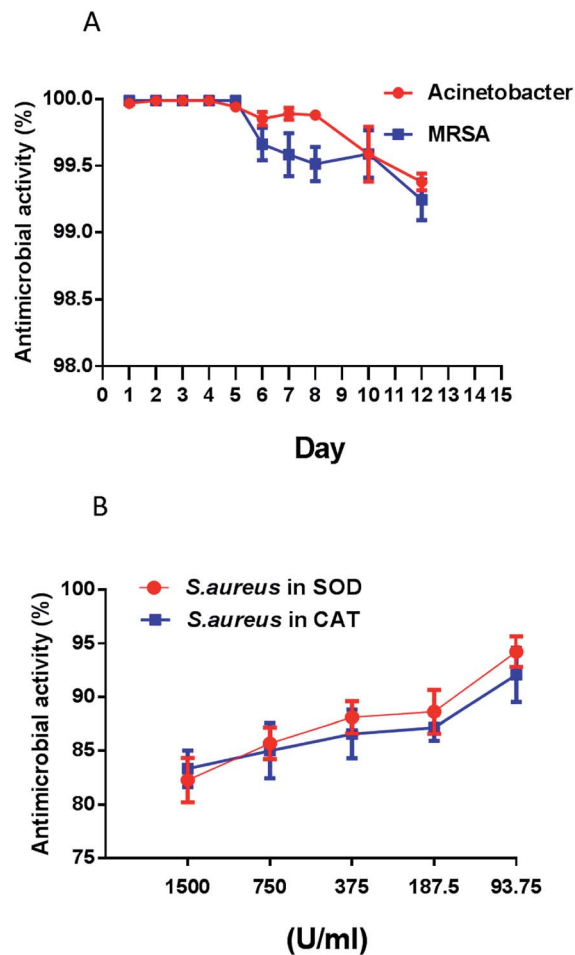 A
Antimicrobial activity (%)
100.0
99.5
99.0
98.5
98.0
Acinetobacter
MRSA
0 1 2 3 4 5 6 7 8 9 10 11 12 13 14 15
Day
B
Antimicrobial activity (%)
100
95
90
85
80
75
S.aureus in SOD
S.aureus in CAT
1500 750 375 187.5 93.75
(U/ml)